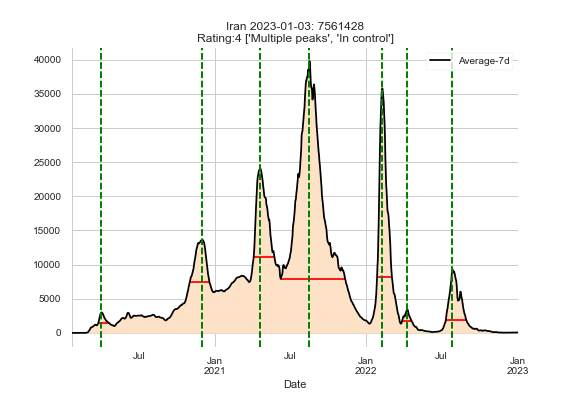 Iran 2023-01-03: 7561428
Rating:4 ['Multiple peaks', 'In control']
Average-7d
40000
35000
30000
25000
20000
15000
10000
5000
0
Jul
Jan
2021
Jul
Jan
2022
Jul
Jan
2023
Date